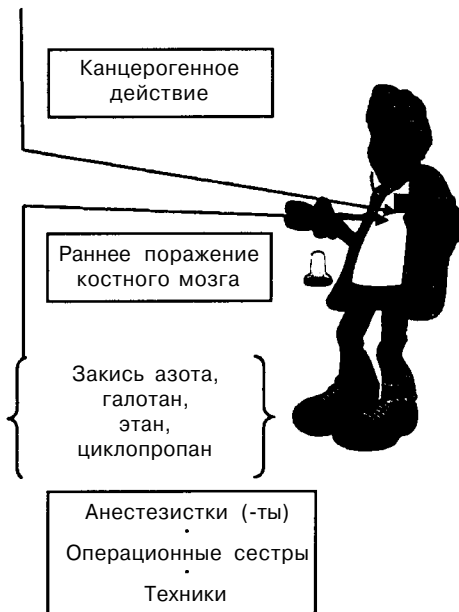 Канцерогенное
действие
Раннее поражение
костного мозга
Закись азота,
галотан,
этан,
циклопропан
Анестезистки (-ты)
·
Операционные сестры
·
Техники